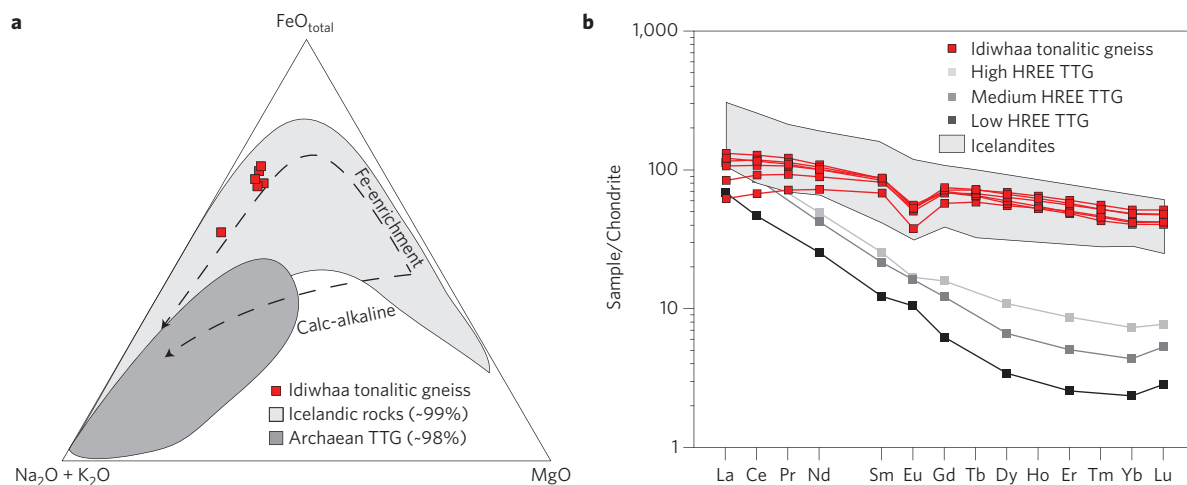 a
FeO_total
Fe-enrichment
Calc-alkaline
Idiwhaa tonalitic gneiss
Icelandic rocks (~99%)
Archaean TTG (~98%)
Na₂O + K₂O
MgO
b
1,000
100
10
1
Sample/Chondrite
Idiwhaa tonalitic gneiss
High HREE TTG
Medium HREE TTG
Low HREE TTG
Icelandites
La Ce Pr Nd Sm Eu Gd Tb Dy Ho Er Tm Yb Lu